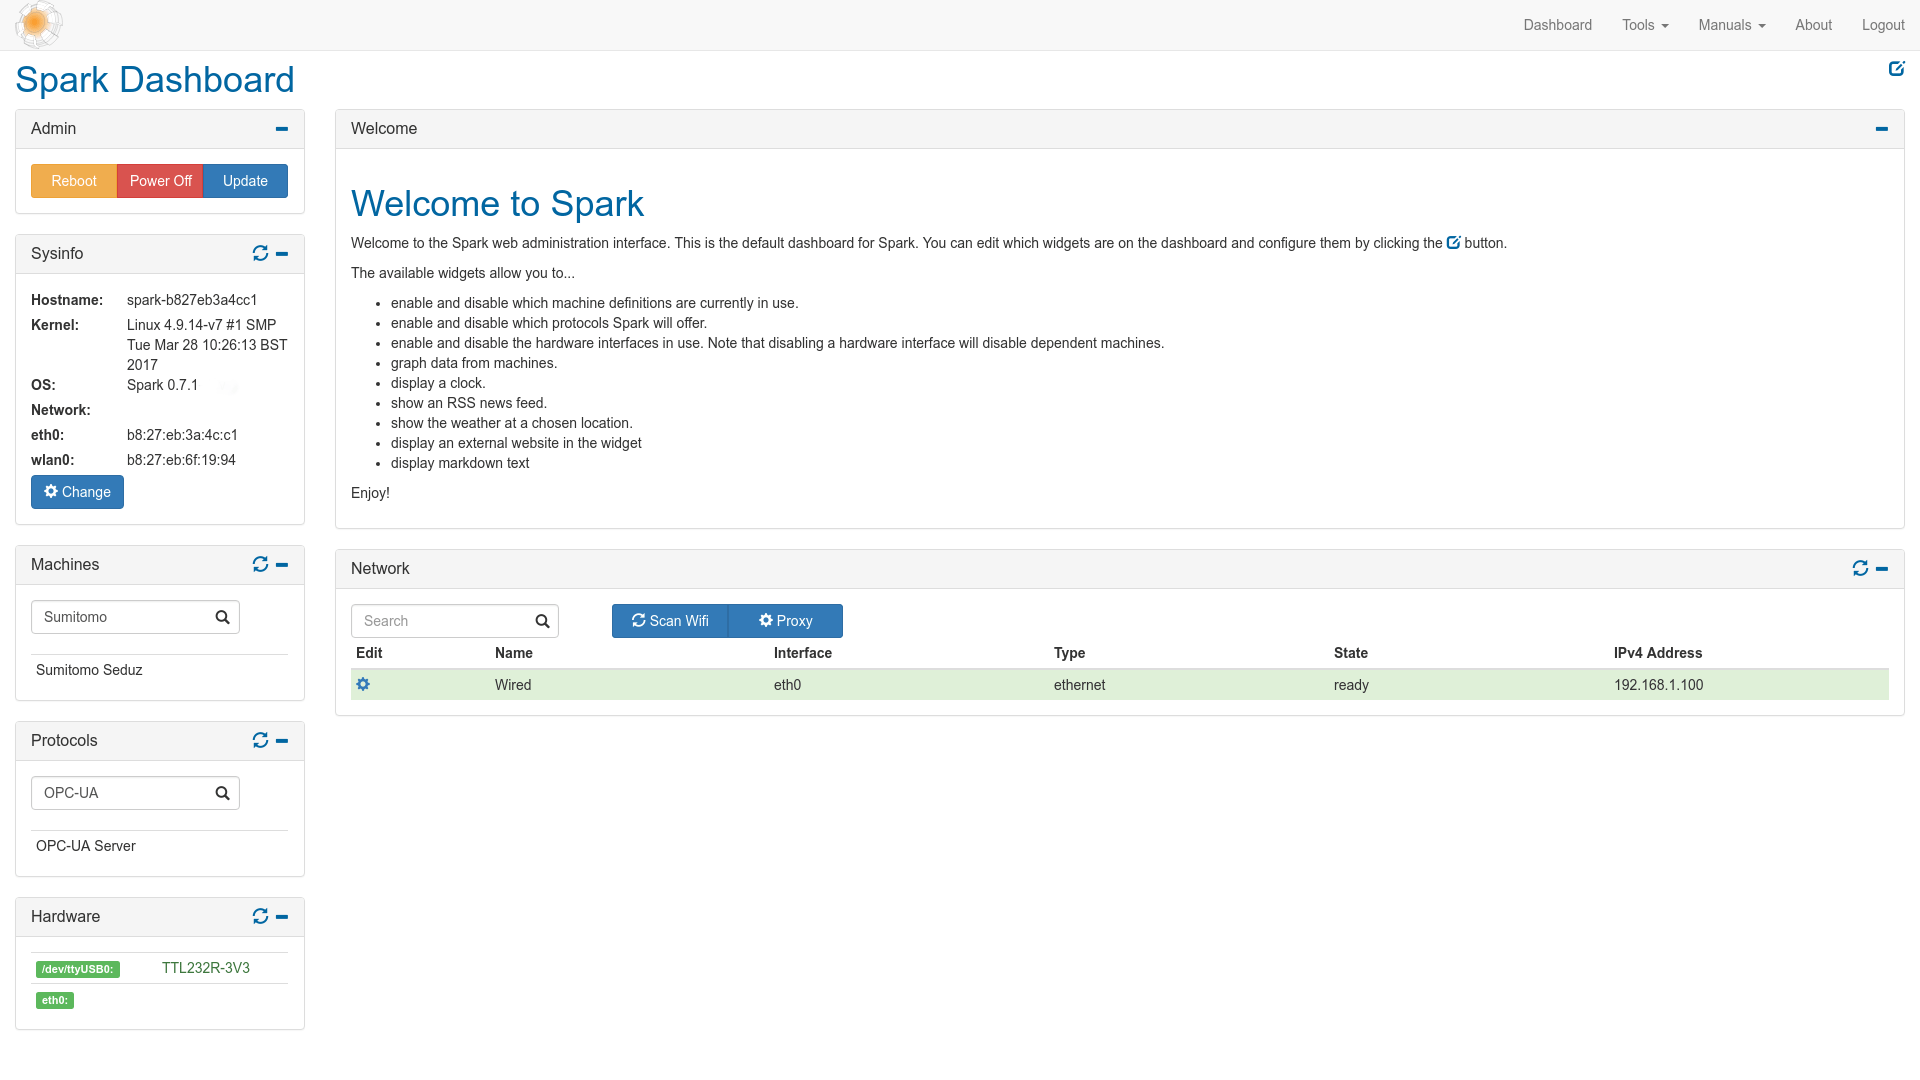 Dashboard Tools Manuals About Logout
Spark Dashboard
Admin
Reboot Power Off Update
Sysinfo
Hostname: spark-b827eb3a4cc1
Kernel: Linux 4.9.14-v7 #1 SMP
Tue Mar 28 10:26:13 BST
2017
OS: Spark 0.7.1
Network:
eth0: b8:27:eb:3a:4c:c1
wlan0: b8:27:eb:6f:19:94
Change
Machines
Sumitomo
Sumitomo Seduz
Protocols
OPC-UA
OPC-UA Server
Hardware
/dev/ttyUSB0: TTL232R-3V3
eth0:
Welcome
Welcome to Spark
Welcome to the Spark web administration interface. This is the default dashboard for Spark. You can edit which widgets are on the dashboard and configure them by clicking the button.
The available widgets allow you to...
• enable and disable which machine definitions are currently in use.
• enable and disable which protocols Spark will offer.
• enable and disable the hardware interfaces in use. Note that disabling a hardware interface will disable dependent machines.
• graph data from machines.
• display a clock.
• show an RSS news feed.
• show the weather at a chosen location.
• display an external website in the widget
• display markdown text
Enjoy!
Network
Search Scan Wifi Proxy
Edit Name Interface Type State IPv4 Address
Wired eth0 ethernet ready 192.168.1.100